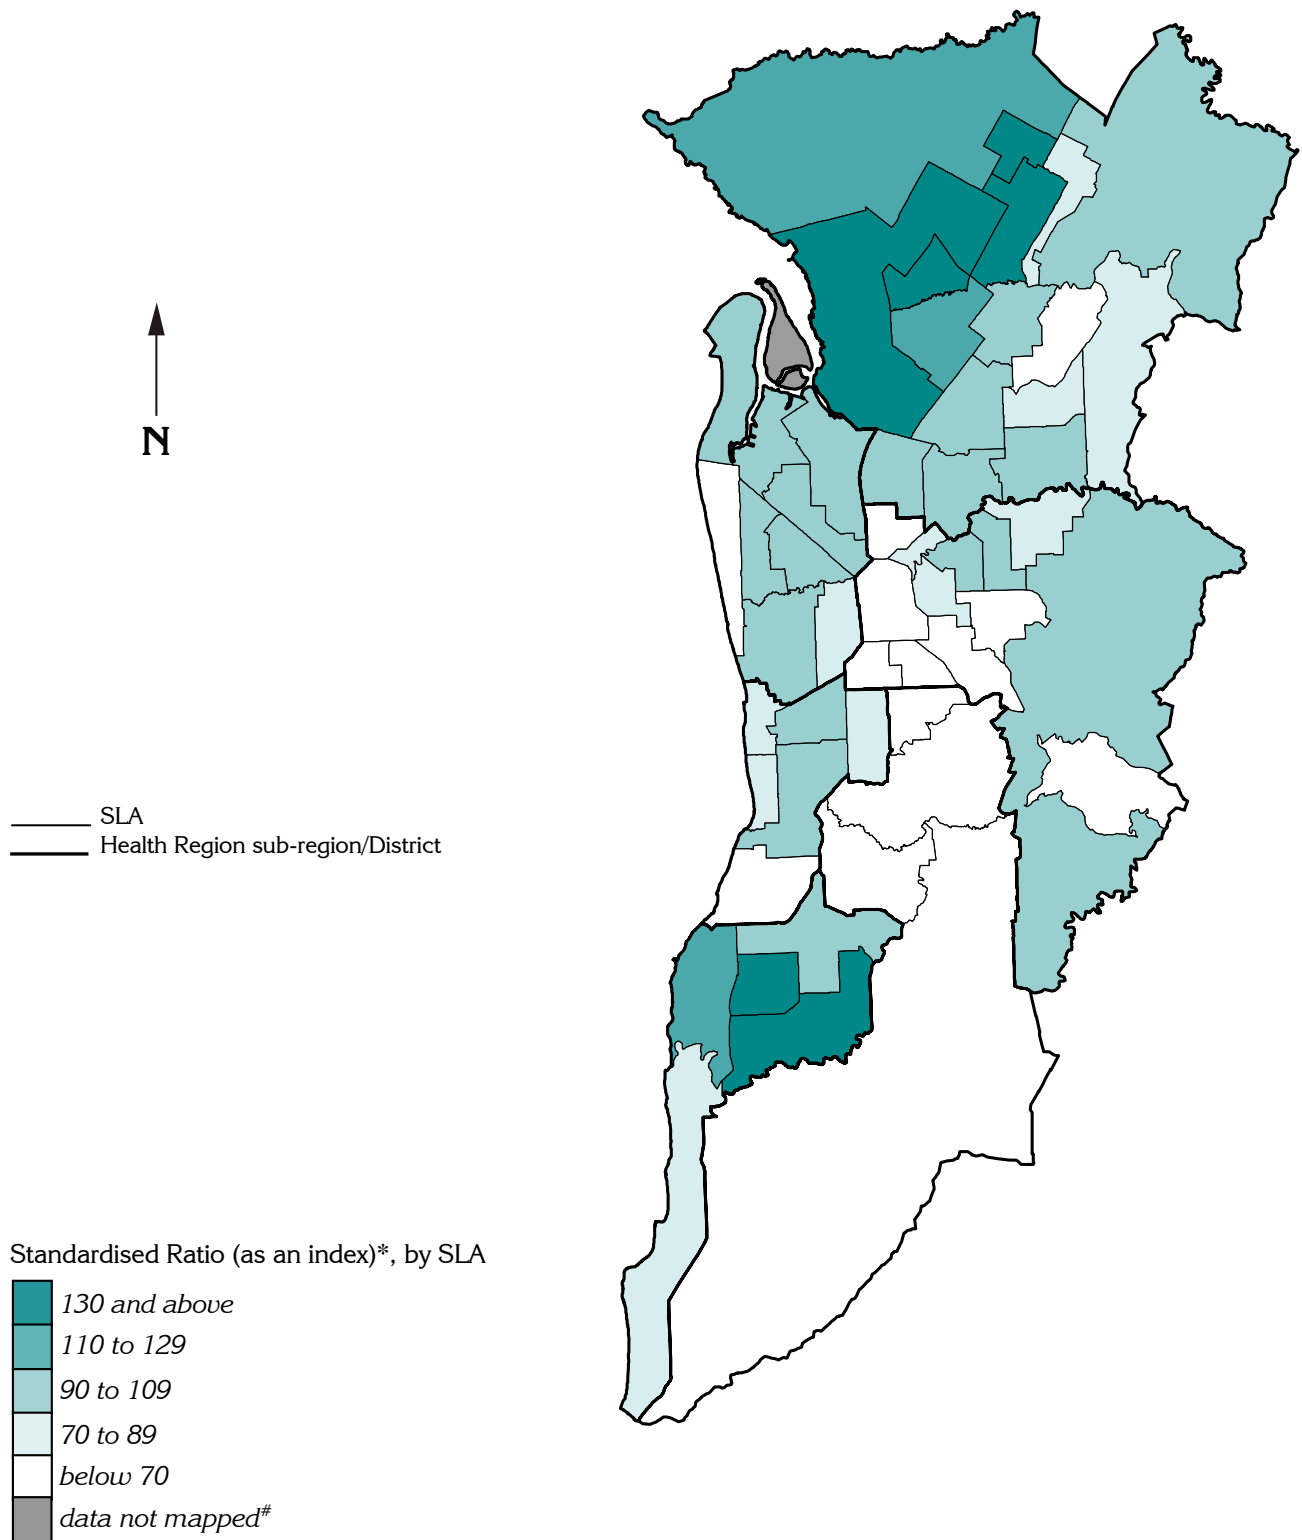 N
SLA
Health Region sub-region/District
Standardised Ratio (as an index)*, by SLA
130 and above
110 to 129
90 to 109
70 to 89
below 70
data not mapped#